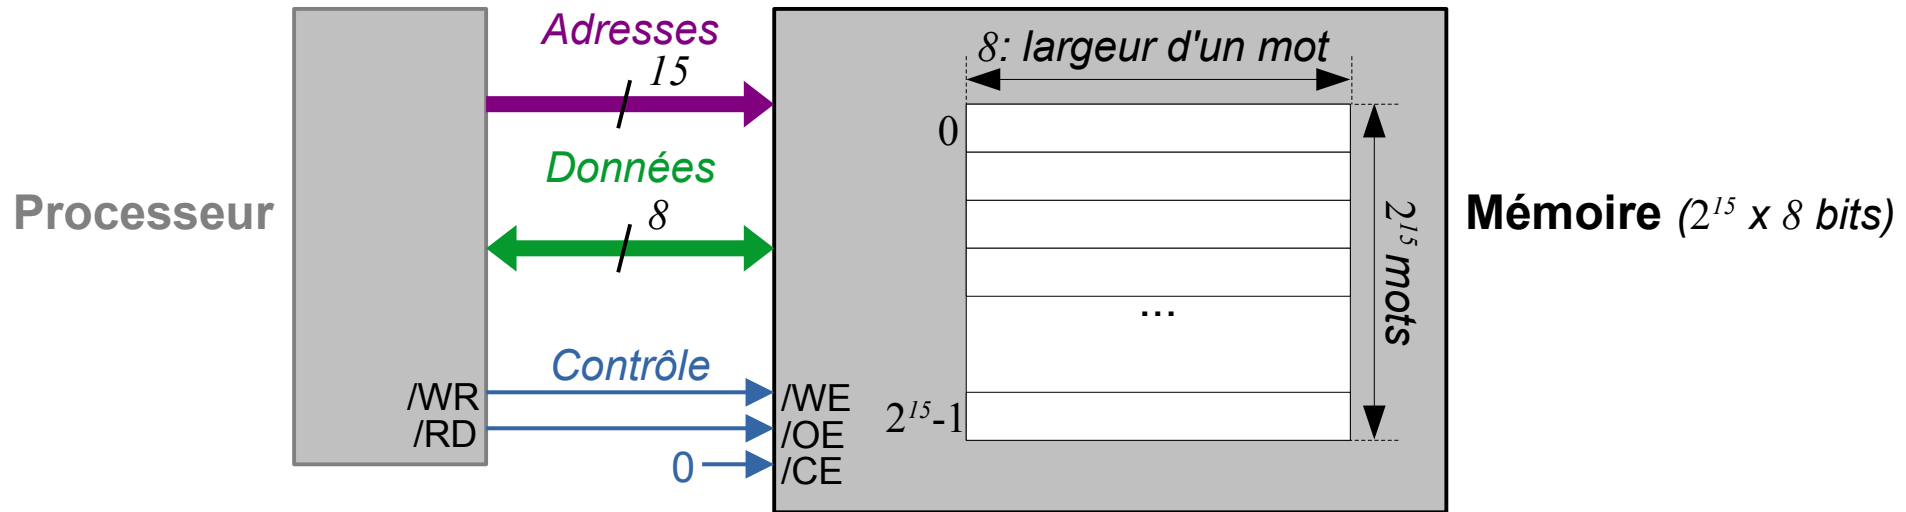 Adresses
15
8: largeur d'un mot
0
Données
8
Processeur
2^15 mots
Mémoire (2^15 x 8 bits)
...
Contrôle
/WR
/WE
2^15-1
/RD
/OE
0
/CE